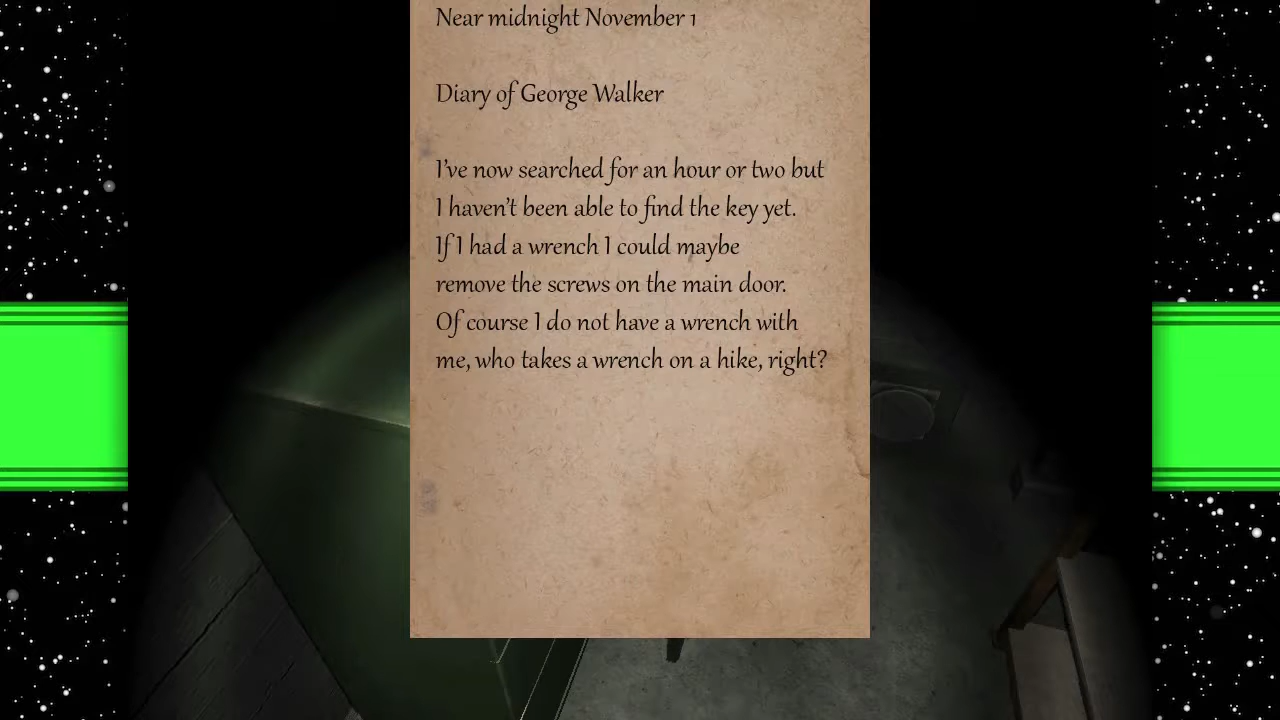 Near midnight November 1
Diary of George Walker
I've now searched for an hour or two but
I haven't been able to find the key yet.
If I had a wrench I could maybe
remove the screws on the main door.
Of course I do not have a wrench with
me, who takes a wrench on a hike, right?